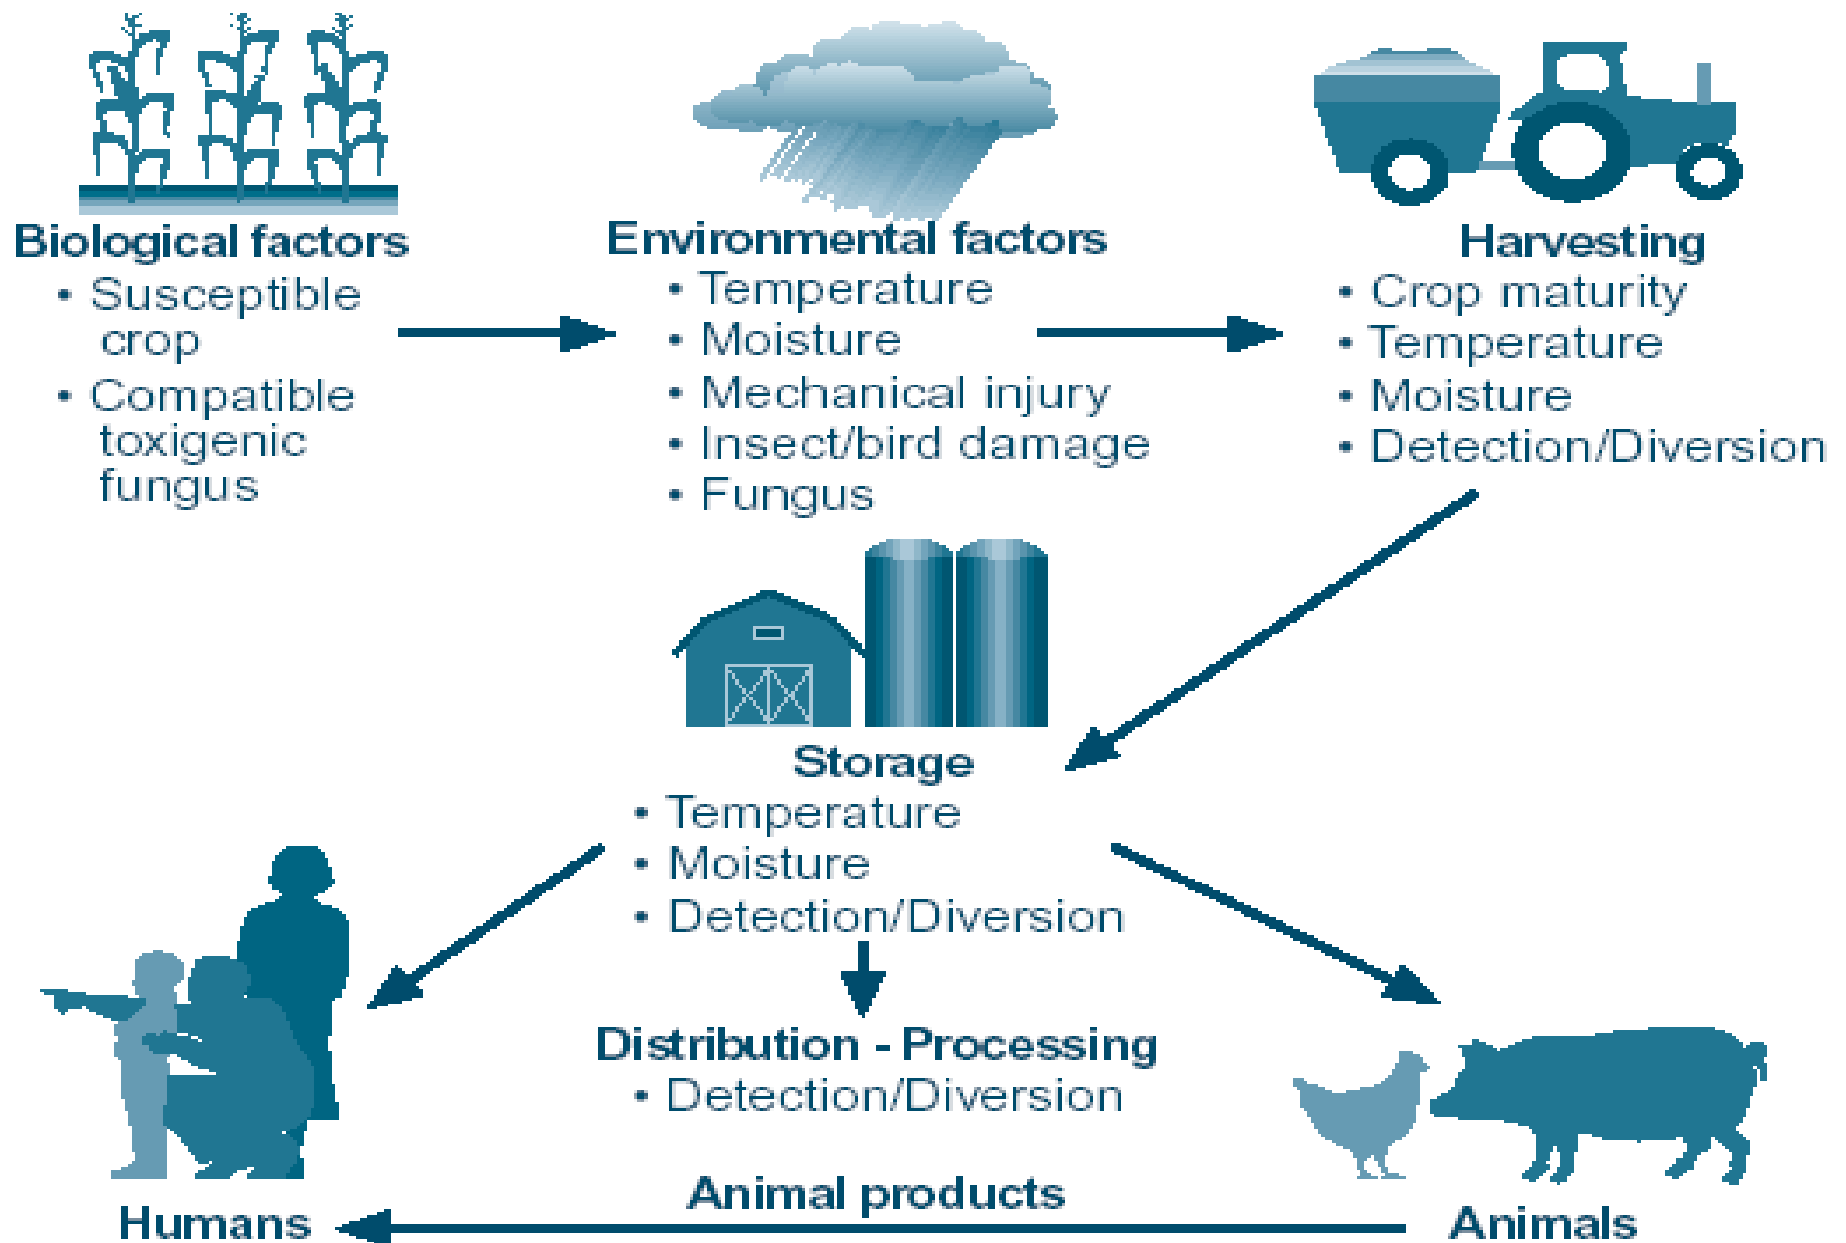 Biological factors
• Susceptible
crop
• Compatible
toxigenic
fungus
Environmental factors
• Temperature
• Moisture
• Mechanical injury
• Insect/bird damage
• Fungus
Harvesting
• Crop maturity
• Temperature
• Moisture
• Detection/Diversion
Storage
• Temperature
• Moisture
• Detection/Diversion
Distribution - Processing
• Detection/Diversion
Animal products
Humans
Animals